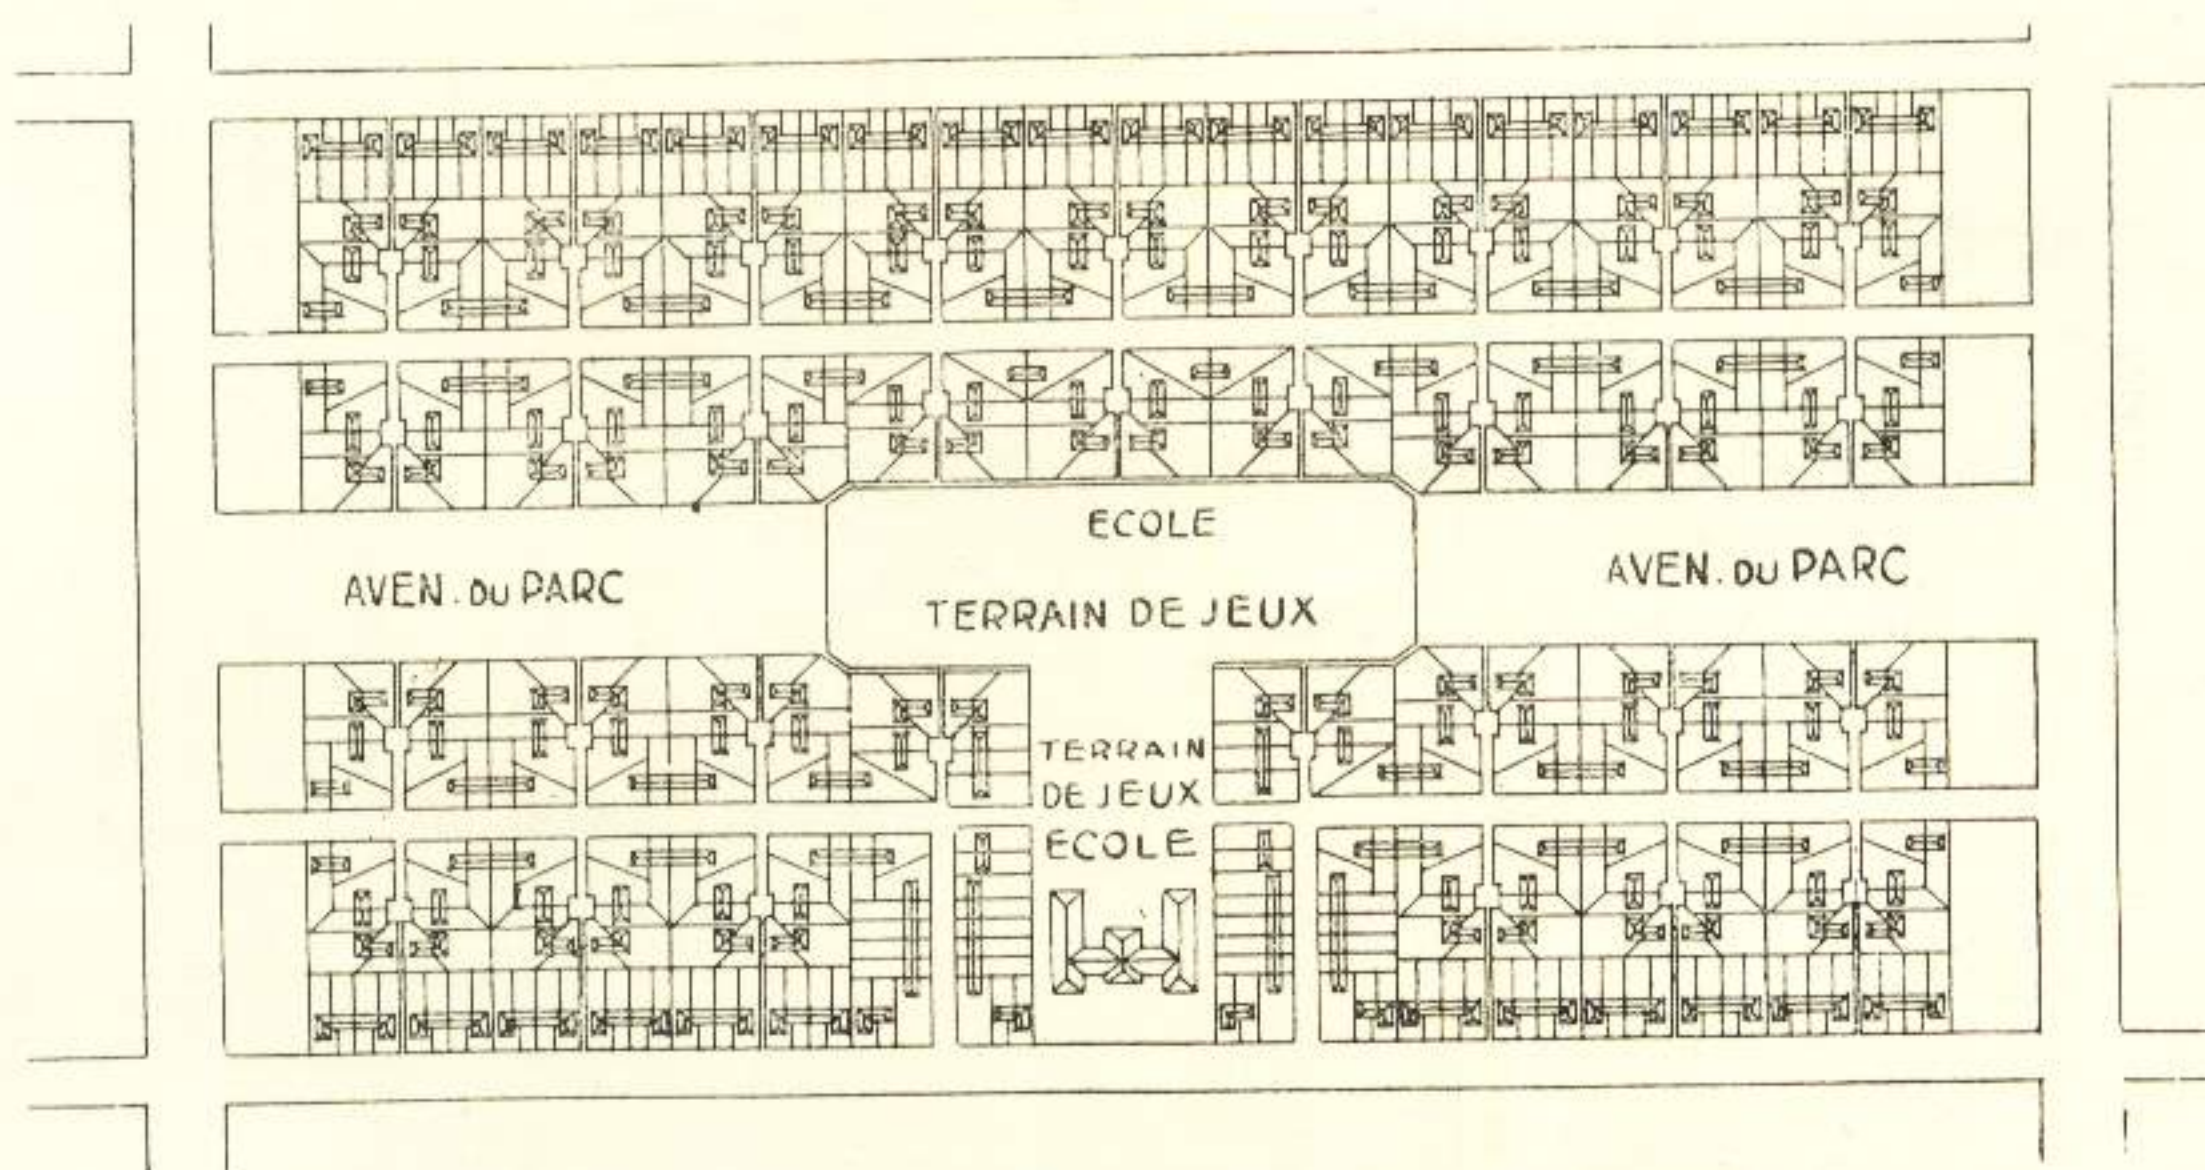 ECOLE
TERRAIN DE JEUX
AVEN. DU PARC
AVEN. DU PARC
TERRAIN
DE JEUX
ECOLE